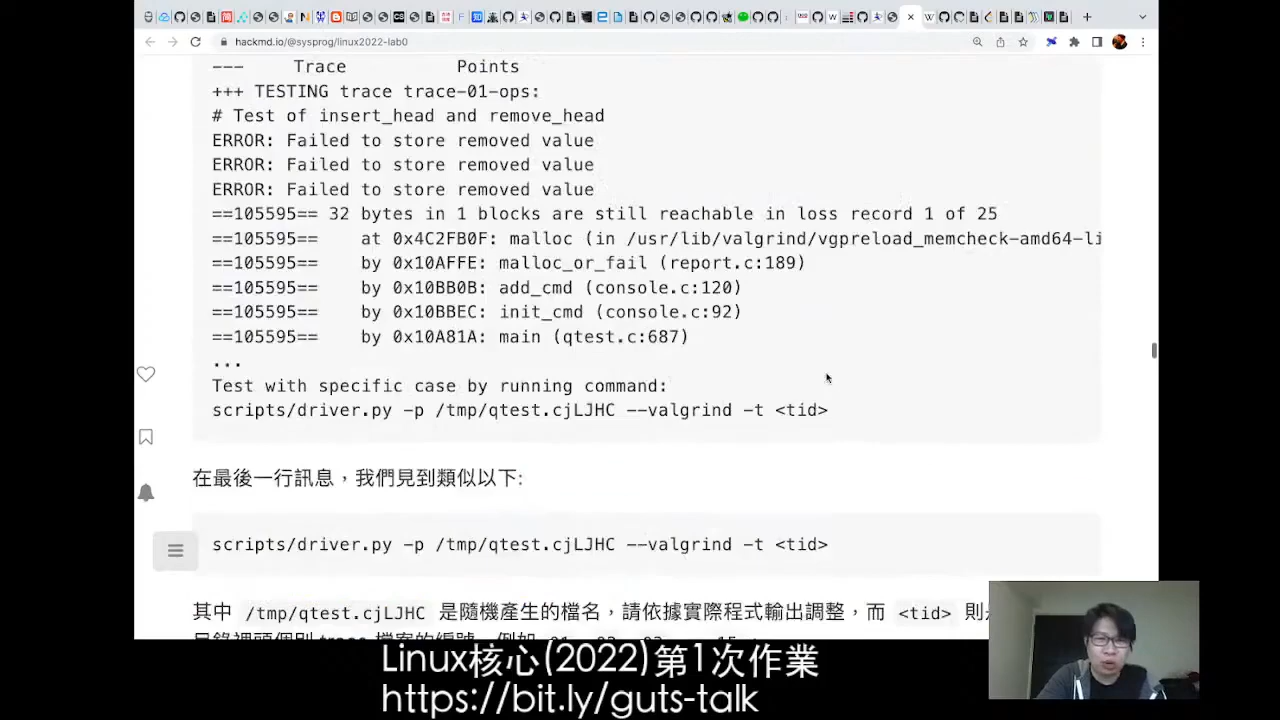 hackmd.io/@sysprog/linux2022-lab0
--- Trace Points
+++ TESTING trace trace-01-ops:
# Test of insert_head and remove_head
ERROR: Failed to store removed value
ERROR: Failed to store removed value
ERROR: Failed to store removed value
==105595== 32 bytes in 1 blocks are still reachable in loss record 1 of 25
==105595== at 0x4C2FB0F: malloc (in /usr/lib/valgrind/vgpreload_memcheck-amd64-li
==105595== by 0x10AFFE: malloc_or_fail (report.c:189)
==105595== by 0x10BB0B: add_cmd (console.c:120)
==105595== by 0x10BBEC: init_cmd (console.c:92)
==105595== by 0x10A81A: main (qtest.c:687)
...
Test with specific case by running command:
scripts/driver.py -p /tmp/qtest.cjLJHC --valgrind -t <tid>
在最後一行訊息，我們見到類似以下:
scripts/driver.py -p /tmp/qtest.cjLJHC --valgrind -t <tid>
其中 /tmp/qtest.cjLJHC 是隨機產生的檔名，請依據實際程式輸出調整，而 <tid> 則
Linux核心(2022)第1次作業
https://bit.ly/guts-talk